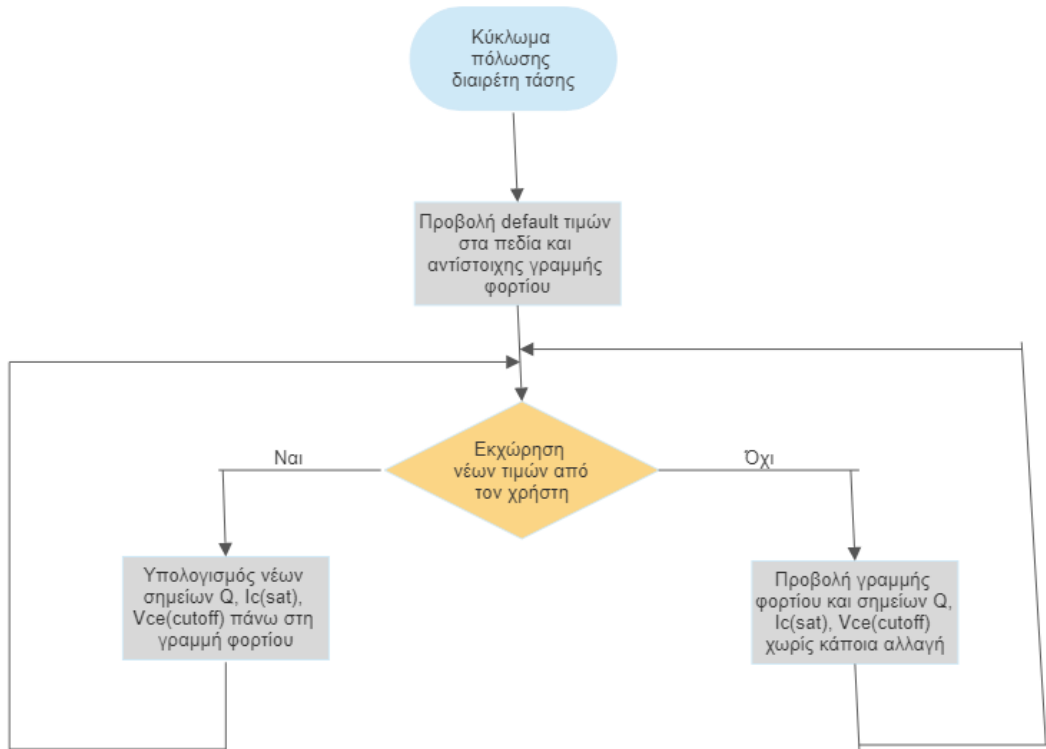 Κύκλωμα
πόλωσης
διαιρέτη τάσης
Προβολή default τιμών
στα πεδία και
αντίστοιχης γραμμής
φορτίου
Εκχώρηση
νέων τιμών από
τον χρήστη
Ναι
Όχι
Υπολογισμός νέων
σημείων Q, Ic(sat),
Vce(cutoff) πάνω στη
γραμμή φορτίου
Προβολή γραμμής
φορτίου και σημείων Q,
Ic(sat), Vce(cutoff)
χωρίς κάποια αλλαγή